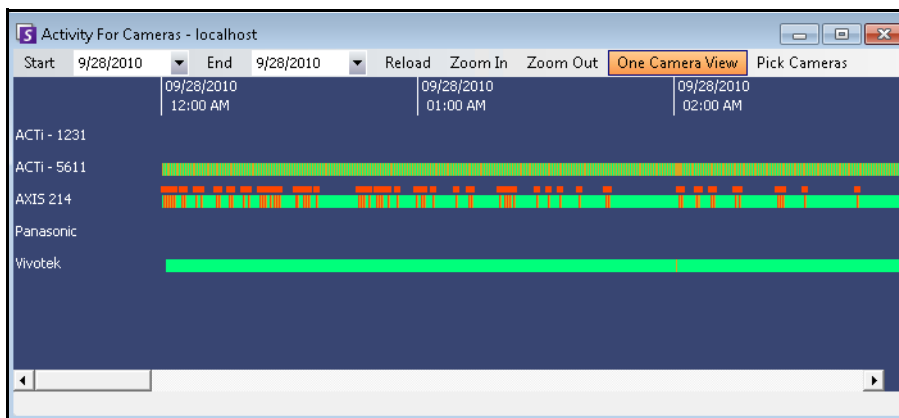 Activity For Cameras - localhost
Start 9/28/2010 End 9/28/2010 Reload Zoom In Zoom Out One Camera View Pick Cameras
09/28/2010 09/28/2010 09/28/2010
12:00 AM 01:00 AM 02:00 AM
ACTi - 1231
ACTi - 5611
AXIS 214
Panasonic
Vivotek